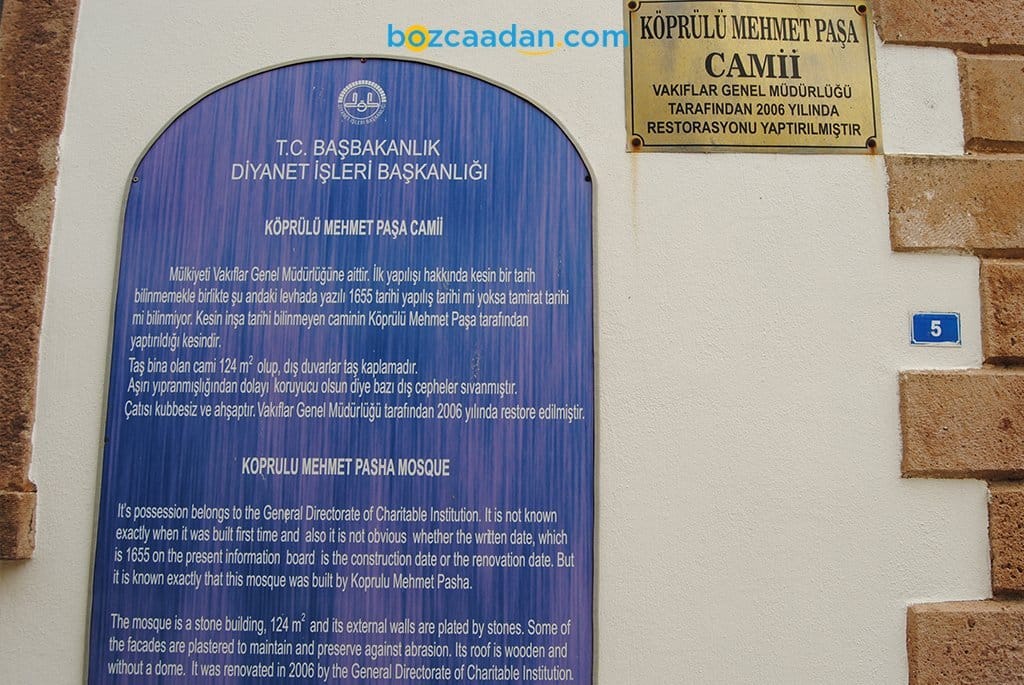 bozcaadan.com
KÖPRÜLÜ MEHMET PAŞA
CAMİİ
VAKIFLAR GENEL MÜDÜRLÜĞÜ
TARAFINDAN 2006 YILINDA
RESTORASYONU YAPTIRILMIŞTIR
T.C. BAŞBAKANLIK
DİYANET İŞLERİ BAŞKANLIĞI
KÖPRÜLÜ MEHMET PAŞA CAMİİ
Mülkiyeti Vakıflar Genel Müdürlüğüne aittir. İlk yapılışı hakkında kesin bir tarih
bilinmemekle birlikte şu andaki levhada yazılı 1655 tarihi yapılış tarihi mi yoksa tamirat tarihi
mi bilinmiyor. Kesin inşa tarihi bilinmeyen caminin Köprülü Mehmet Paşa tarafından
yaptırıldığı kesindir.
Taş bina olan cami 124 m² olup, dış duvarlar taş kaplamadır.
Aşırı yıpranmışlığından dolayı koruyucu olsun diye bazı dış cepheler sıvanmıştır.
Çatısı kubbesiz ve ahşaptır. Vakıflar Genel Müdürlüğü tarafından 2006 yılında restore edilmiştir.
KOPRULU MEHMET PASHA MOSQUE
It's possession belongs to the General Directorate of Charitable Institution. It is not known
exactly when it was built first time and also it is not obvious whether the written date, which
is 1655 on the present information board is the construction date or the renovation date. But
it is known exactly that this mosque was built by Koprulu Mehmet Pasha.
The mosque is a stone building, 124 m² and its external walls are plated by stones. Some of
the facades are plastered to maintain and preserve against abrasion. Its roof is wooden and
without a dome. It was renovated in 2006 by the General Directorate of Charitable Institution.
5